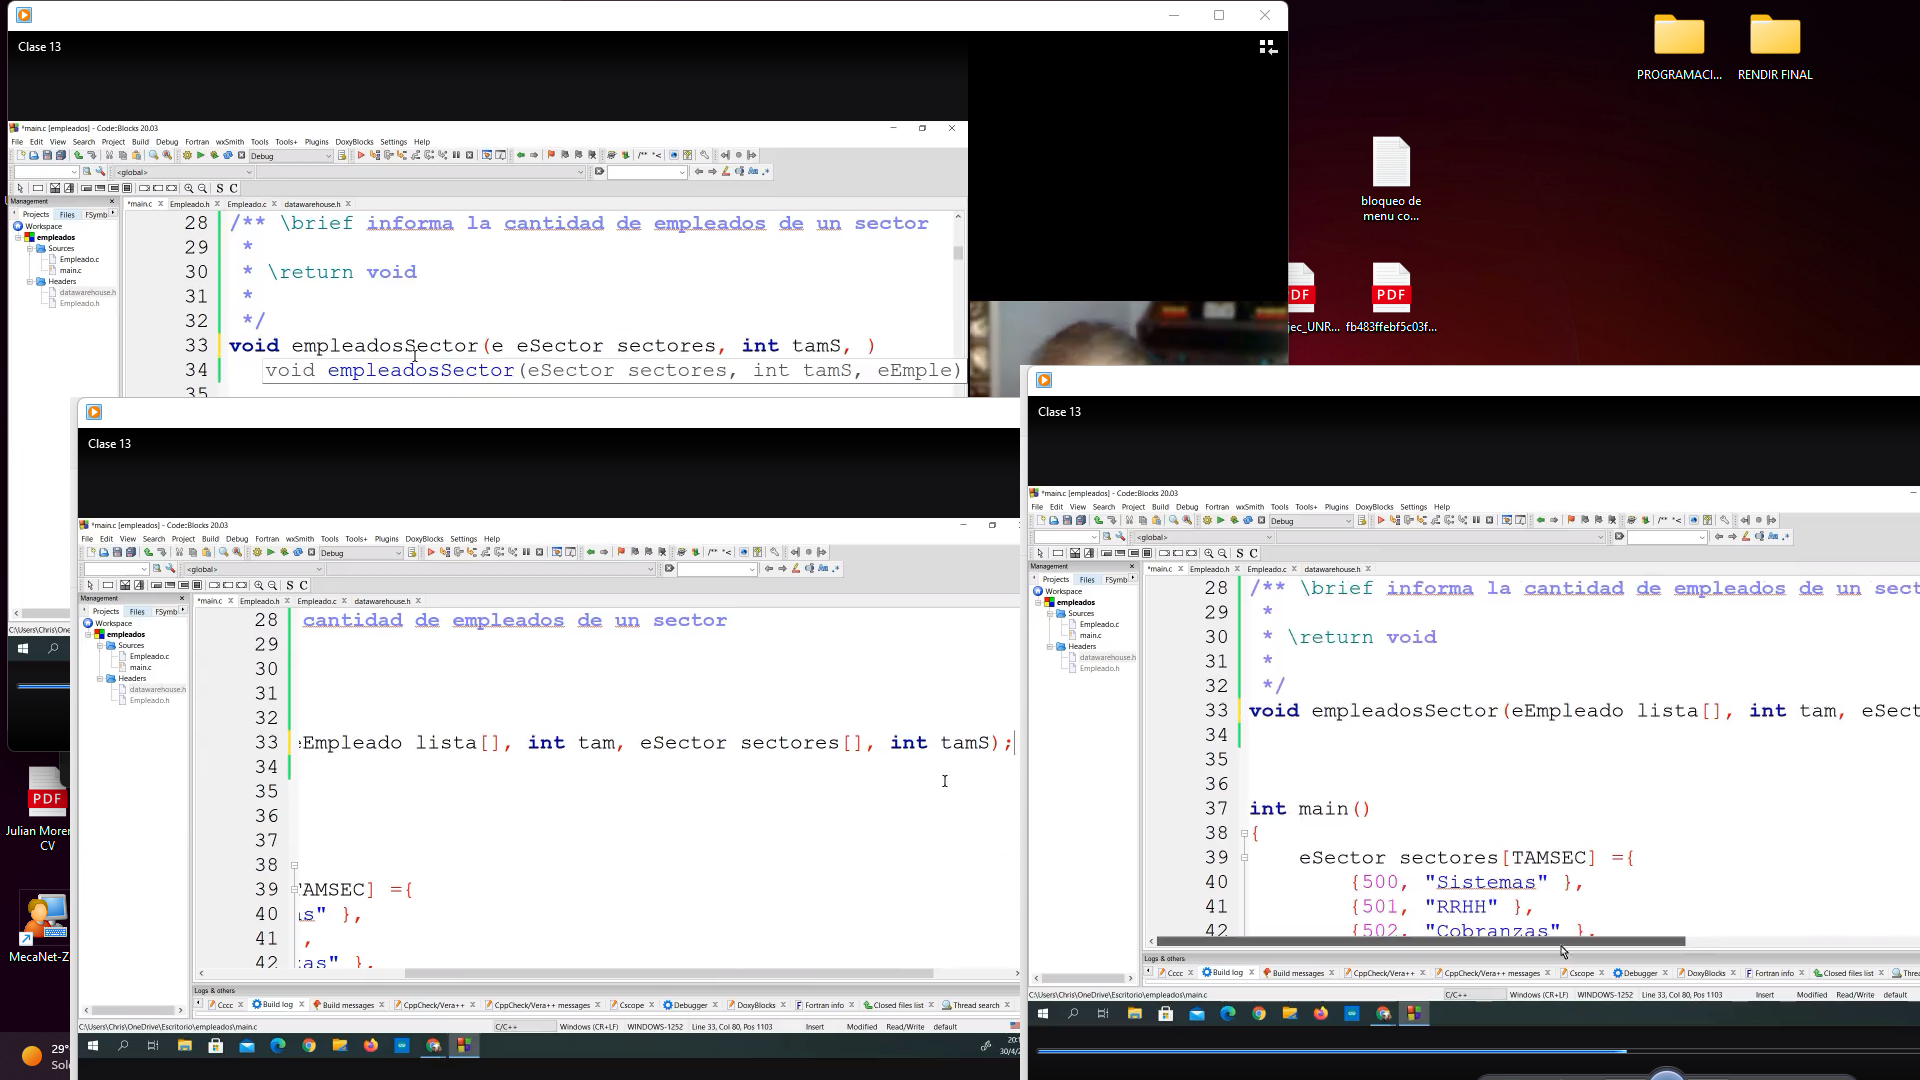 Clase 13
*main.c [empleados] - Code::Blocks 20.03
File Edit View Search Project Build Debug Fortran wxSmith Tools Tools+ Plugins DoxyBlocks Settings Help
Debug
<global>
Management
Projects Files FSymb
Workspace
empleados
Sources
Empleado.c
main.c
Headers
datawarehouse.h
Empleado.h
*main.c Empleado.h Empleado.c datawarehouse.h
28 /** \brief informa la cantidad de empleados de un sector
29 *
30 * \return void
31 *
32 */
33 void empleadosSector(e eSector sectores, int tamS, )
34 void empleadosSector(eSector sectores, int tamS, eEmple)
35
C:\Users\Chris\One
PROGRAMACI...
RENDIR FINAL
bloqueo de
menu co...
PDF
jec_UNR...
PDF
fb483ffebf5c03f...
Clase 13
*main.c [empleados] - Code::Blocks 20.03
File Edit View Search Project Build Debug Fortran wxSmith Tools Tools+ Plugins DoxyBlocks Settings Help
Debug
<global>
Management
Projects Files FSymb
Workspace
empleados
Sources
Empleado.c
main.c
Headers
datawarehouse.h
Empleado.h
*main.c Empleado.h Empleado.c datawarehouse.h
28 cantidad de empleados de un sector
29
30
31
32
33 eEmpleado lista[], int tam, eSector sectores[], int tamS);
34
35
36
37
38
39 TAMSEC] ={
40 as" },
41 ,
42 zas" },
Logs & others
Cccc Build log Build messages CppCheck/Vera++ CppCheck/Vera++ messages Cscope Debugger DoxyBlocks Fortran info Closed files list Thread search
C:\Users\Chris\OneDrive\Escritorio\empleados\main.c C/C++ Windows (CR+LF) WINDOWS-1252 Line 33, Col 80, Pos 1103 Insert Modified Read/Write default
20:
30/4/2
Clase 13
*main.c [empleados] - Code::Blocks 20.03
File Edit View Search Project Build Debug Fortran wxSmith Tools Tools+ Plugins DoxyBlocks Settings Help
Debug
<global>
Management
Projects Files FSymb
Workspace
empleados
Sources
Empleado.c
main.c
Headers
datawarehouse.h
Empleado.h
*main.c Empleado.h Empleado.c datawarehouse.h
28 /** \brief informa la cantidad de empleados de un sect
29 *
30 * \return void
31 *
32 */
33 void empleadosSector(eEmpleado lista[], int tam, eSect
34
35
36
37 int main()
38 {
39 eSector sectores[TAMSEC] ={
40 {500, "Sistemas" },
41 {501, "RRHH" },
42 {502, "Cobranzas" },
Logs & others
Cccc Build log Build messages CppCheck/Vera++ CppCheck/Vera++ messages Cscope Debugger DoxyBlocks Fortran info Closed files list Threa
C:\Users\Chris\OneDrive\Escritorio\empleados\main.c C/C++ Windows (CR+LF) WINDOWS-1252 Line 33, Col 80, Pos 1103 Insert Modified Read/Write default
PDF
Julian Moren
CV
MecaNet-Z
29°
Sole